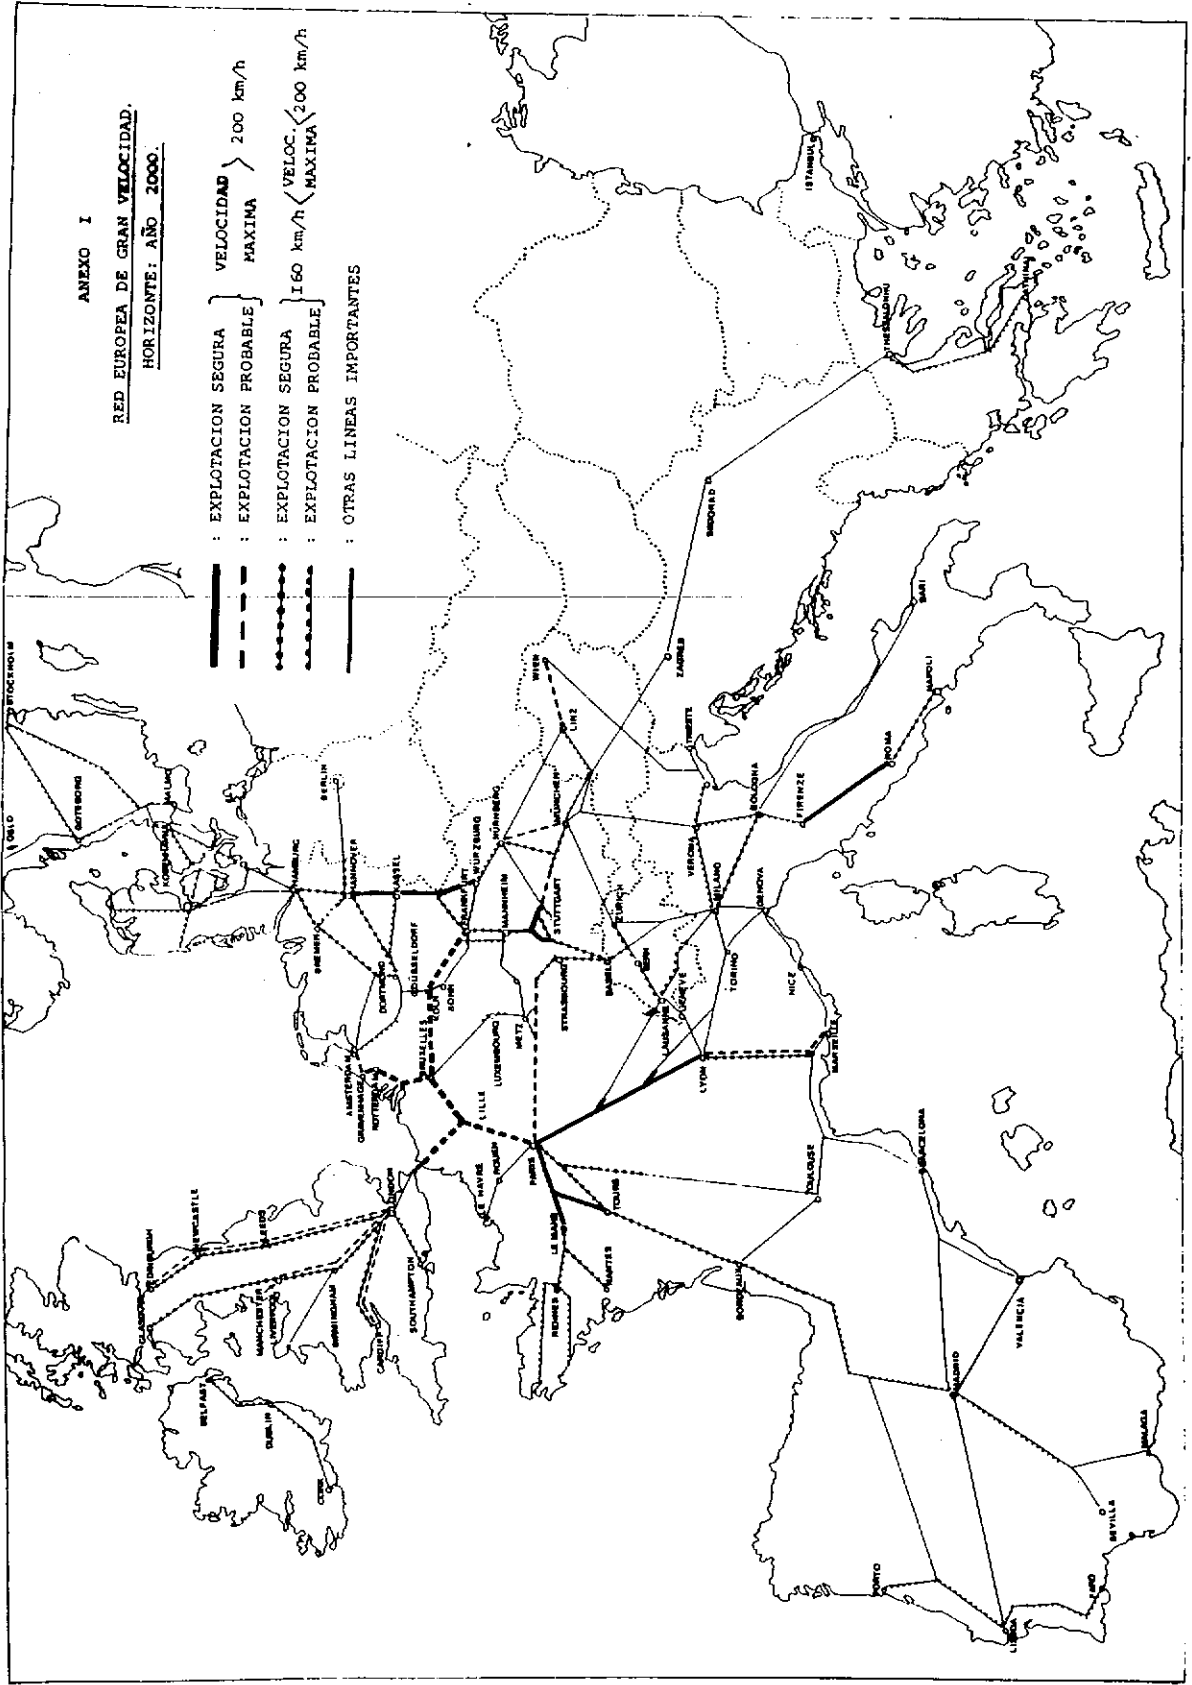 ANEXO I
RED EUROPEA DE GRAN VELOCIDAD.
HORIZONTE: AÑO 2000.
: EXPLOTACION SEGURA } VELOCIDAD
: EXPLOTACION PROBABLE } MAXIMA > 200 km/h
: EXPLOTACION SEGURA } 160 km/h < VELOC. < 200 km/h
: EXPLOTACION PROBABLE } MAXIMA
: OTRAS LINEAS IMPORTANTES
OSLO
STOCKHOLM
GÖTEBORG
MALMÖ
KOBENHAVN
GLASGOW
EDINBURGH
NEWCASTLE
LEEDS
MANCHESTER
LIVERPOOL
BIRMINGHAM
CARDIFF
LONDON
SOUTHAMPTON
BELFAST
DUBLIN
CORK
HAMBURG
BREMEN
HANNOVER
BERLIN
KASSEL
DORTMUND
DÜSSELDORF
KÖLN
BONN
FRANKFURT
WÜRZBURG
NÜRNBERG
MANNHEIM
STUTTGART
MÜNCHEN
AMSTERDAM
GRAVENHAGE
ROTTERDAM
BRUXELLES
LILLE
LUXEMBOURG
METZ
STRASBOURG
LE HAVRE
ROUEN
PARIS
LE MANS
RENNES
NANTES
TOURS
BORDEAUX
TOULOUSE
LYON
MARSEILLE
NICE
BASEL
ZÜRICH
BERN
LAUSANNE
GENÈVE
LINZ
WIEN
TORINO
MILANO
GENOVA
VERONA
BOLOGNA
TRIESTE
FIRENZE
ROMA
NAPOLI
BARI
ZAGREB
BEOGRAD
THESSALONIKI
ATHINAI
ISTANBUL
BARCELONA
VALENCIA
MADRID
MALAGA
SEVILLA
PORTO
LISBOA
FARO